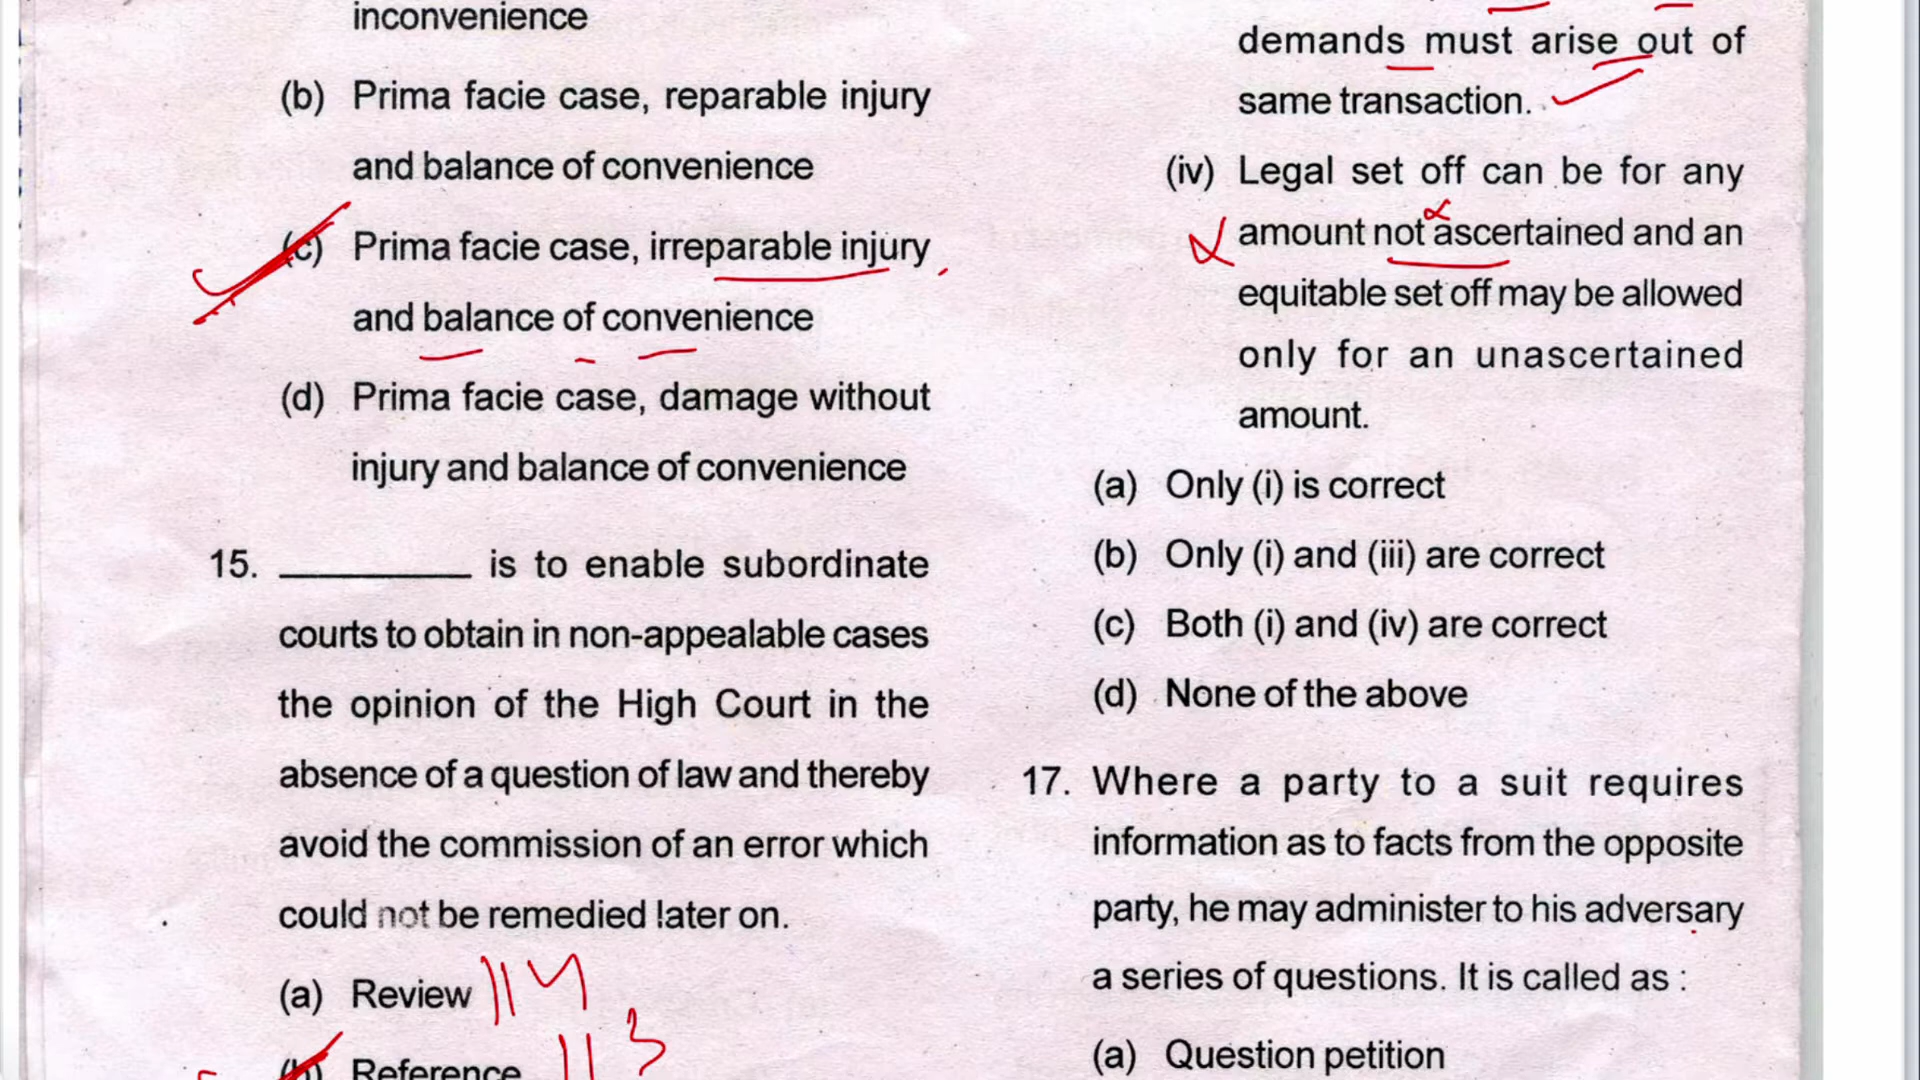 inconvenience
(b) Prima facie case, reparable injury
and balance of convenience
(c) Prima facie case, irreparable injury
and balance of convenience
(d) Prima facie case, damage without
injury and balance of convenience
15. ________ is to enable subordinate
courts to obtain in non-appealable cases
the opinion of the High Court in the
absence of a question of law and thereby
avoid the commission of an error which
could not be remedied later on.
(a) Review 114
(b) Reference 113
demands must arise out of
same transaction.
(iv) Legal set off can be for any
amount not ascertained and an
equitable set off may be allowed
only for an unascertained
amount.
(a) Only (i) is correct
(b) Only (i) and (iii) are correct
(c) Both (i) and (iv) are correct
(d) None of the above
17. Where a party to a suit requires
information as to facts from the opposite
party, he may administer to his adversary
a series of questions. It is called as :
(a) Question petition